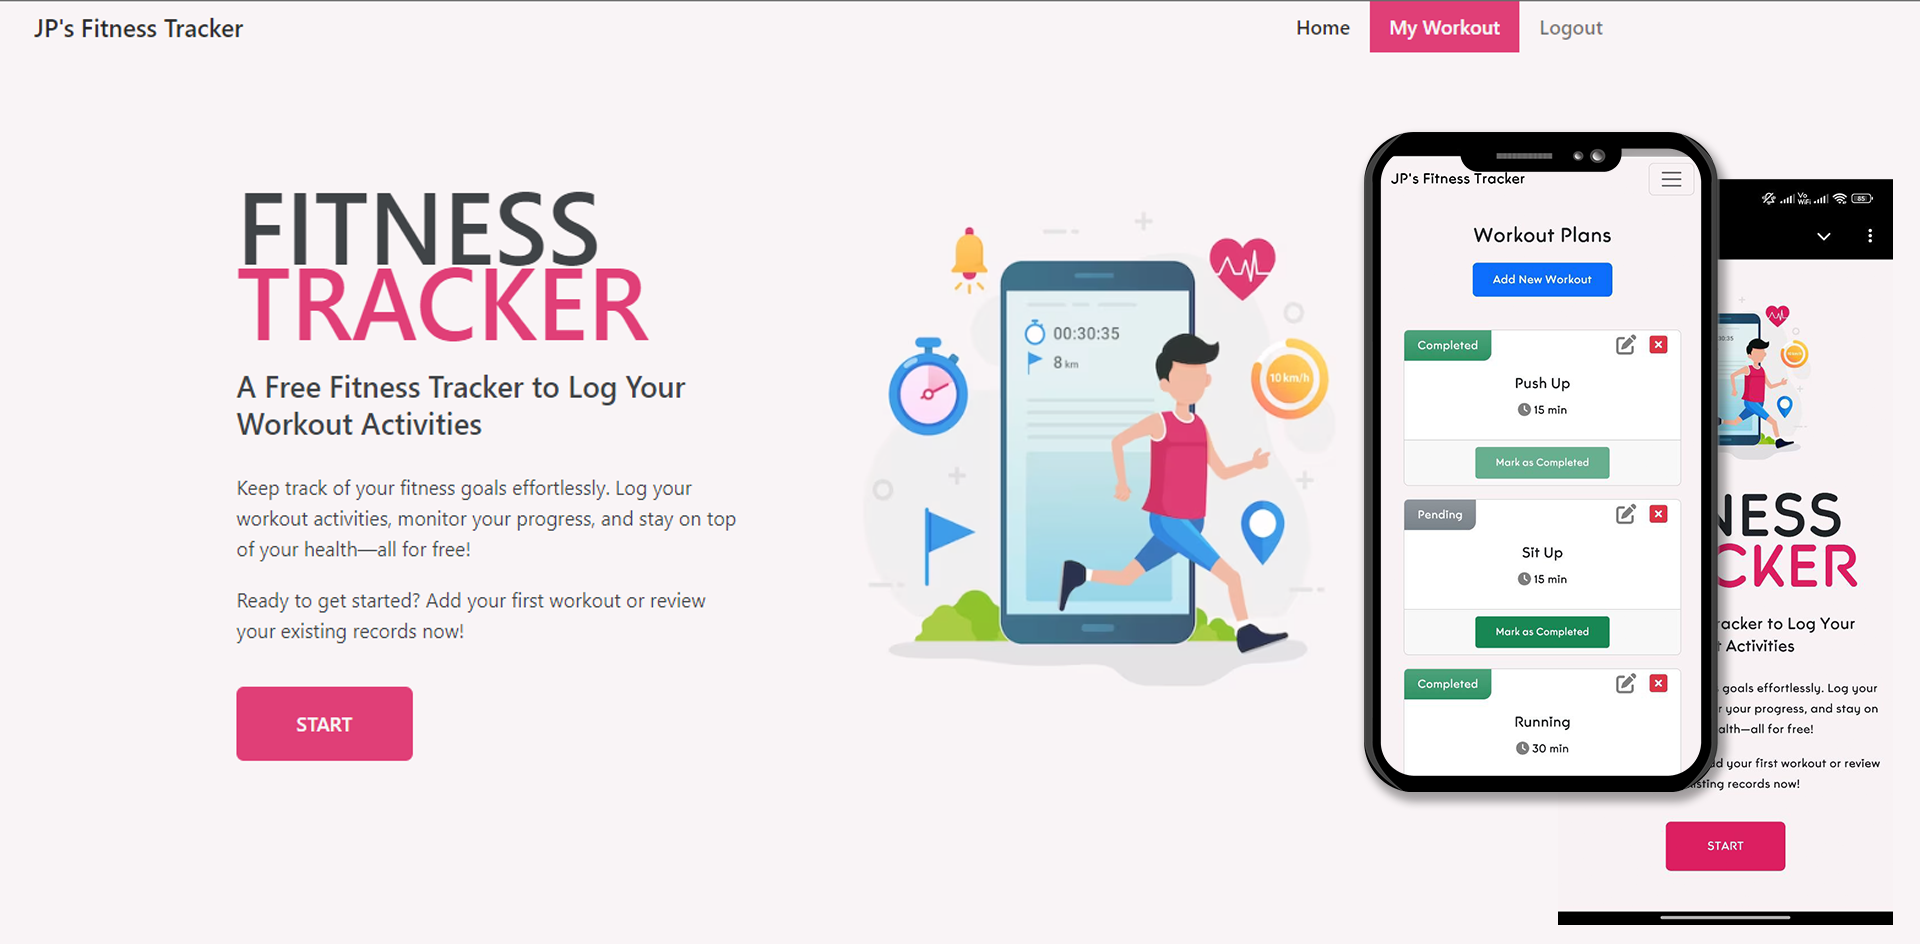 JP's Fitness Tracker
Home
My Workout
Logout
FITNESS
TRACKER
A Free Fitness Tracker to Log Your
Workout Activities
Keep track of your fitness goals effortlessly. Log your
workout activities, monitor your progress, and stay on top
of your health—all for free!
Ready to get started? Add your first workout or review
your existing records now!
START
00:30:35
8 km
10 km/h
JP's Fitness Tracker
Workout Plans
Add New Workout
Completed
Push Up
15 min
Mark as Completed
Pending
Sit Up
15 min
Mark as Completed
Completed
Running
30 min
Vo
WiFi
85
NESS
CKER
racker to Log Your
Activities
goals effortlessly. Log your
your progress, and stay on
alth—all for free!
your first workout or review
sting records now!
START